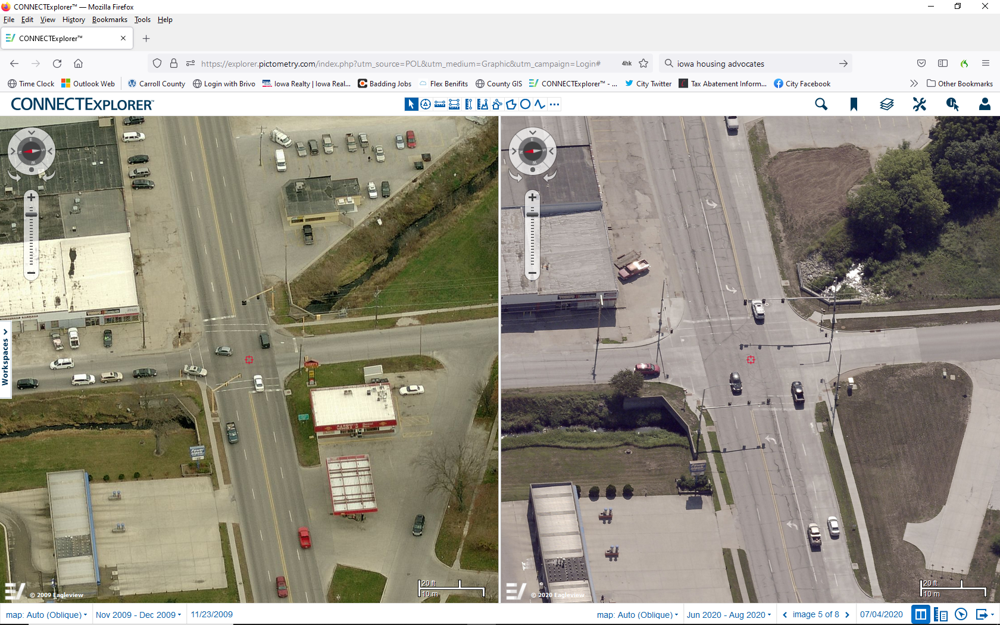 CONNECTExplorer™ — Mozilla Firefox
File Edit View History Bookmarks Tools Help
CONNECTExplorer™
https://explorer.pictometry.com/index.php?utm_source=POL&utm_medium=Graphic&utm_campaign=Login#
4hk
iowa housing advocates
Time Clock
Outlook Web
Carroll County
Login with Brivo
Iowa Realty | Iowa Real...
Badding Jobs
Flex Benifits
County GIS
CONNECTExplorer™ - ...
City Twitter
Tax Abatement Inform...
City Facebook
Other Bookmarks
CONNECTEXPLORER™
E
N
S
W
E
N
S
W
Workspaces
CASEY'S
CASEY'S General Store
20 ft
10 m
© 2009 Eagleview
20 ft
10 m
© 2020 Eagleview
map: Auto (Oblique)
Nov 2009 - Dec 2009
11/23/2009
map: Auto (Oblique)
Jun 2020 - Aug 2020
image 5 of 8
07/04/2020